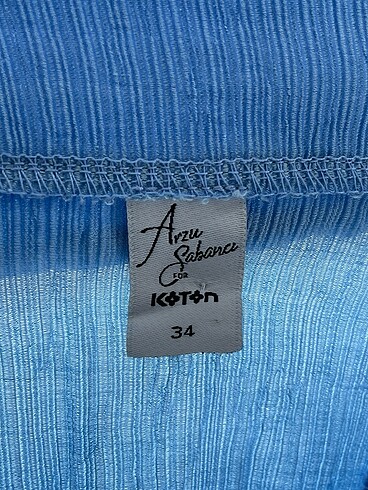 Arzu
Sabancı
FOR
KOTON
34